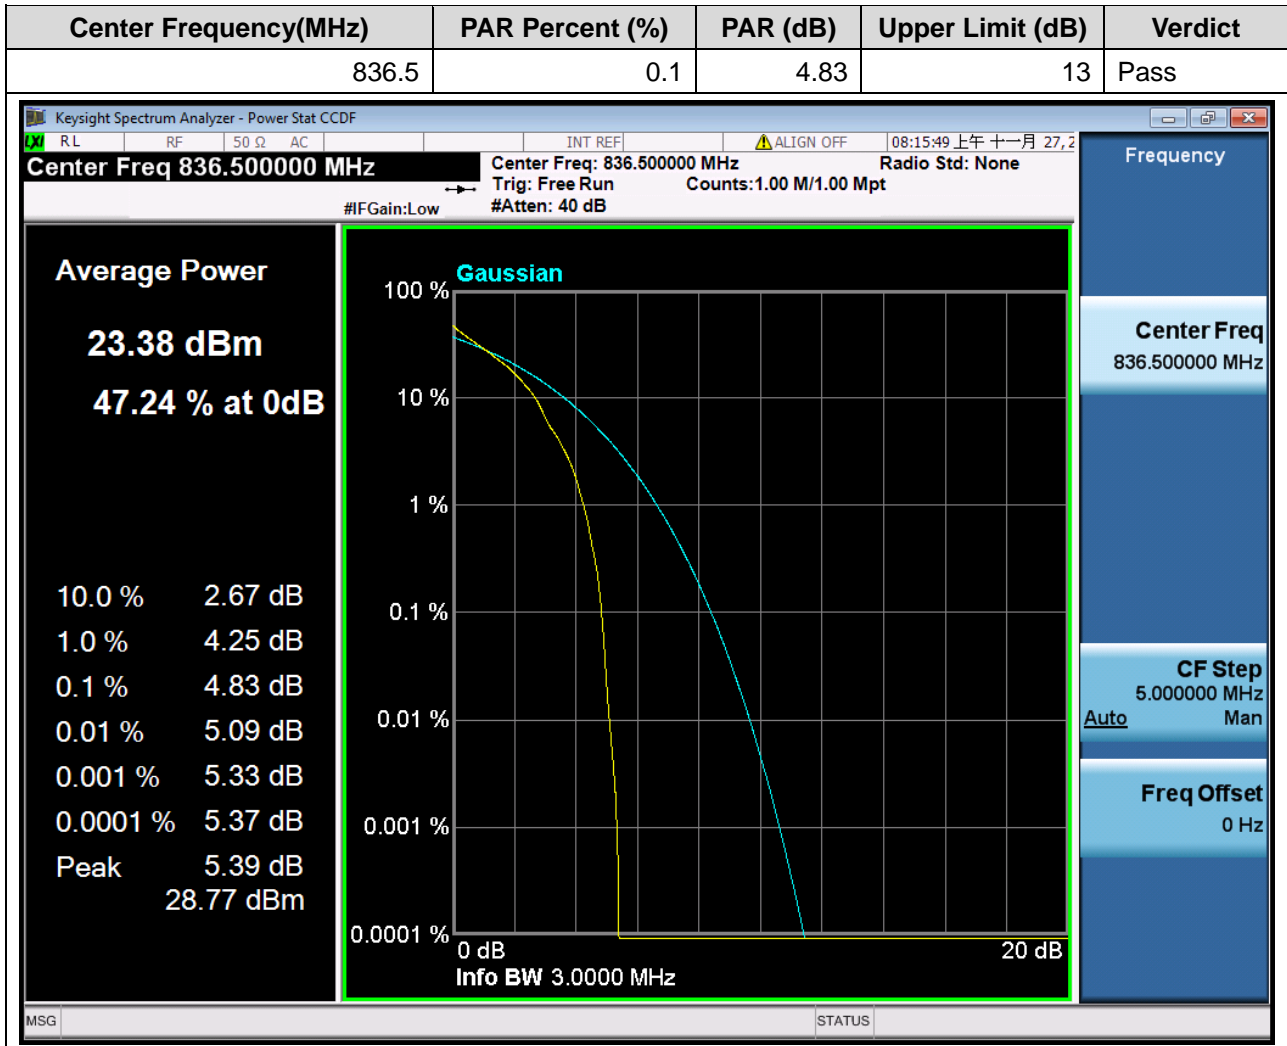 Center Frequency(MHz) PAR Percent (%) PAR (dB) Upper Limit (dB) Verdict
836.5 0.1 4.83 13 Pass
Keysight Spectrum Analyzer - Power Stat CCDF
LXI RL RF 50 Ω AC INT REF ALIGN OFF 08:15:49 上午 十一月 27, 2
Center Freq 836.500000 MHz
Center Freq: 836.500000 MHz Radio Std: None
Trig: Free Run Counts:1.00 M/1.00 Mpt
#IFGain:Low #Atten: 40 dB
Average Power
23.38 dBm
47.24 % at 0dB
10.0 % 2.67 dB
1.0 % 4.25 dB
0.1 % 4.83 dB
0.01 % 5.09 dB
0.001 % 5.33 dB
0.0001 % 5.37 dB
Peak 5.39 dB
28.77 dBm
Gaussian
100 %
10 %
1 %
0.1 %
0.01 %
0.001 %
0.0001 %
0 dB 20 dB
Info BW 3.0000 MHz
Frequency
Center Freq
836.500000 MHz
CF Step
5.000000 MHz
Auto Man
Freq Offset
0 Hz
MSG STATUS